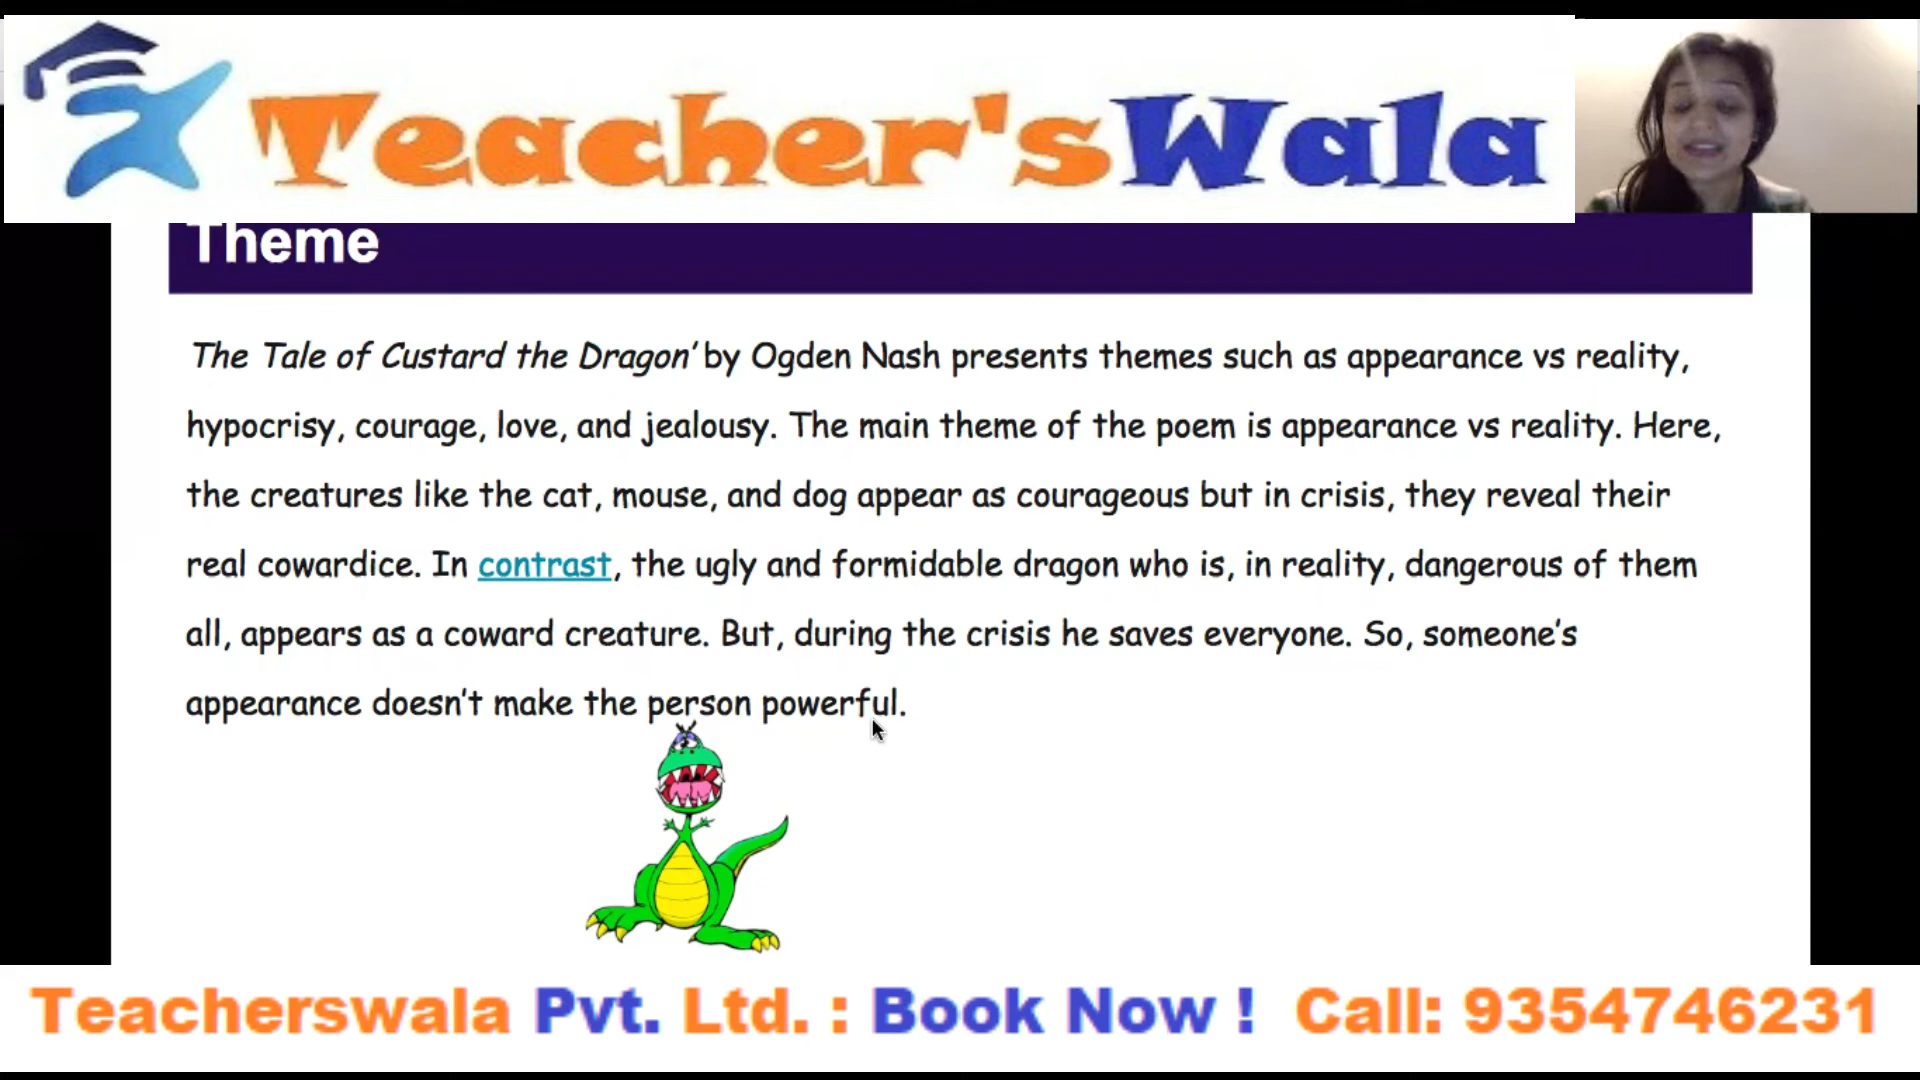 Teacher'sWala
Theme
The Tale of Custard the Dragon’ by Ogden Nash presents themes such as appearance vs reality,
hypocrisy, courage, love, and jealousy. The main theme of the poem is appearance vs reality. Here,
the creatures like the cat, mouse, and dog appear as courageous but in crisis, they reveal their
real cowardice. In contrast, the ugly and formidable dragon who is, in reality, dangerous of them
all, appears as a coward creature. But, during the crisis he saves everyone. So, someone’s
appearance doesn’t make the person powerful.
Teacherswala Pvt. Ltd. : Book Now ! Call: 9354746231